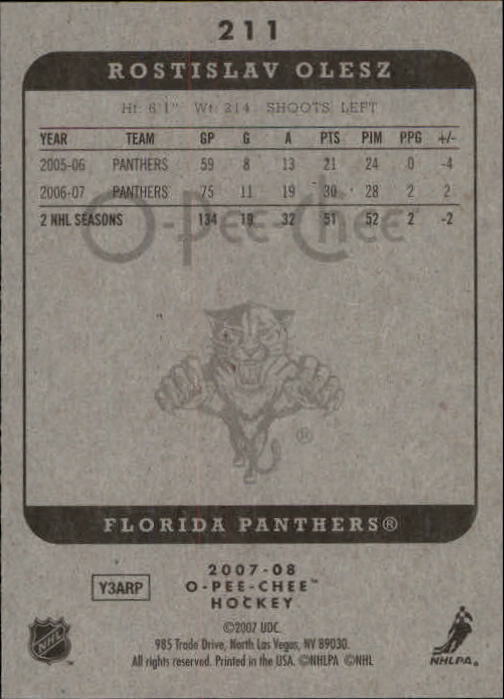 211
ROSTISLAV OLESZ
Ht: 6'1" Wt: 214 SHOOTS: LEFT
YEAR TEAM GP G A PTS PIM PPG +/-
2005-06 PANTHERS 59 8 13 21 24 0 -4
2006-07 PANTHERS 75 11 19 30 28 2 2
2 NHL SEASONS 134 19 32 51 52 2 -2
O-Pee-Chee
®
FLORIDA PANTHERS®
2007-08
Y3ARP O-PEE-CHEE™
HOCKEY
©2007 UDC.
985 Trade Drive, North Las Vegas, NV 89030.
All rights reserved. Printed in the USA. ©NHLPA ©NHL
NHL
NHLPA®